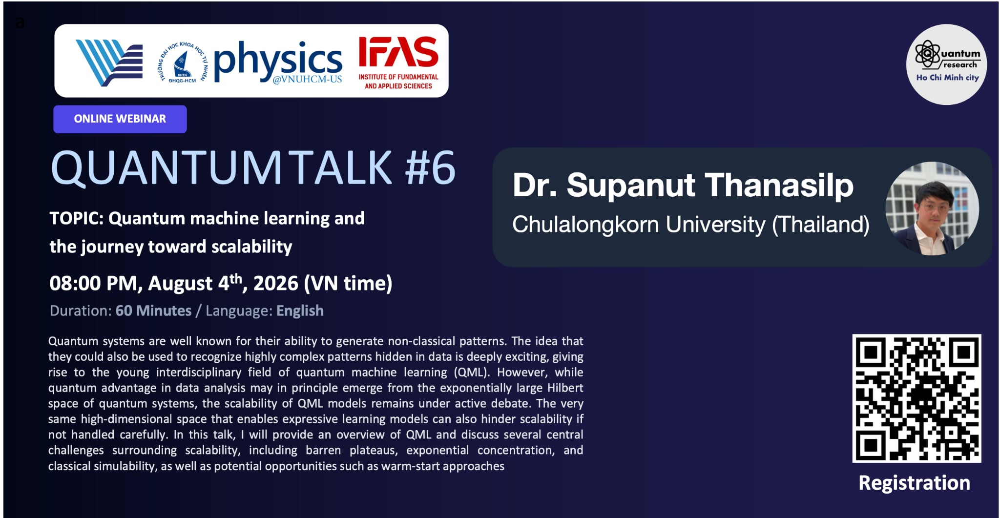 a
TRƯỜNG ĐẠI HỌC KHOA HỌC TỰ NHIÊN
KHTN
ĐHQG-HCM
physics
@VNUHCM-US
IFAS
INSTITUTE OF FUNDAMENTAL
AND APPLIED SCIENCES
Quantum
research
Ho Chi Minh city
ONLINE WEBINAR
QUANTUM TALK #6
Dr. Supanut Thanasilp
Chulalongkorn University (Thailand)
TOPIC: Quantum machine learning and
the journey toward scalability
08:00 PM, August 4th, 2026 (VN time)
Duration: 60 Minutes / Language: English
Quantum systems are well known for their ability to generate non-classical patterns. The idea that
they could also be used to recognize highly complex patterns hidden in data is deeply exciting, giving
rise to the young interdisciplinary field of quantum machine learning (QML). However, while
quantum advantage in data analysis may in principle emerge from the exponentially large Hilbert
space of quantum systems, the scalability of QML models remains under active debate. The very
same high-dimensional space that enables expressive learning models can also hinder scalability if
not handled carefully. In this talk, I will provide an overview of QML and discuss several central
challenges surrounding scalability, including barren plateaus, exponential concentration, and
classical simulability, as well as potential opportunities such as warm-start approaches
Registration